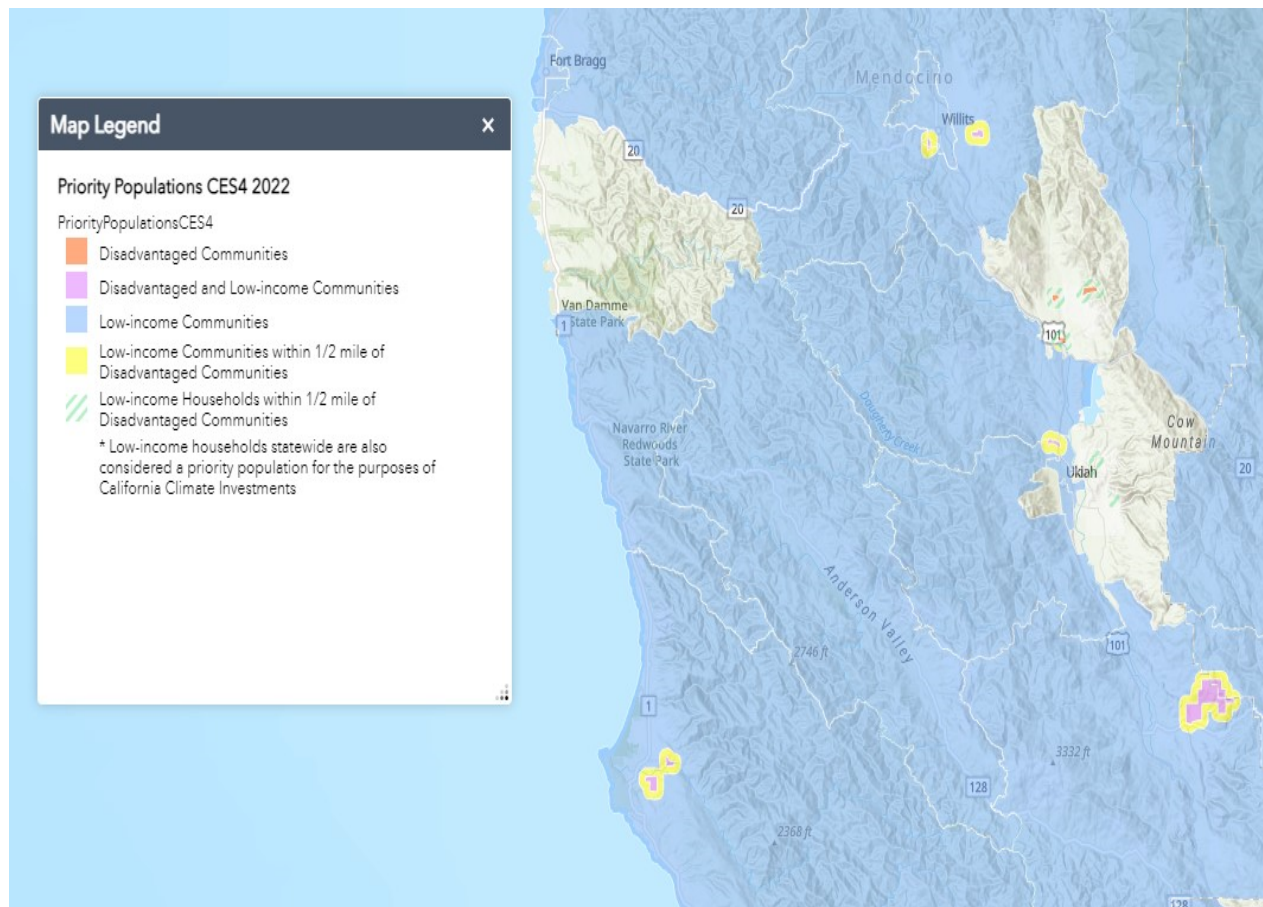 Map Legend
×
Priority Populations CES4 2022
PriorityPopulationsCES4
Disadvantaged Communities
Disadvantaged and Low-income Communities
Low-income Communities
Low-income Communities within 1/2 mile of
Disadvantaged Communities
Low-income Households within 1/2 mile of
Disadvantaged Communities
* Low-income households statewide are also
considered a priority population for the purposes of
California Climate Investments
Fort Bragg
Mendocino
Willits
20
20
Van Damme
State Park
1
101
Dougherty Creek
Navarro River
Redwoods
State Park
Cow
Mountain
Ukiah
20
Anderson Valley
2746 ft
101
1
3332 ft
128
2368 ft
128